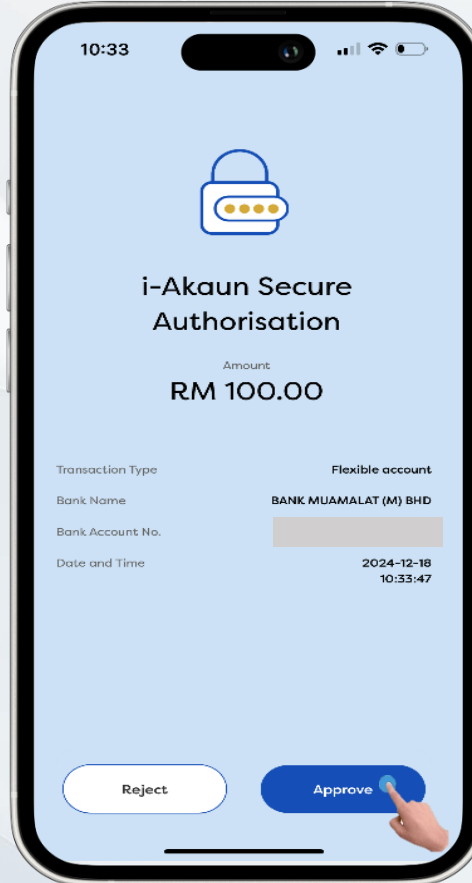 10:33
i-Akaun Secure
Authorisation
Amount
RM 100.00
Transaction Type Flexible account
Bank Name BANK MUAMALAT (M) BHD
Bank Account No.
Date and Time 2024-12-18
10:33:47
Reject Approve